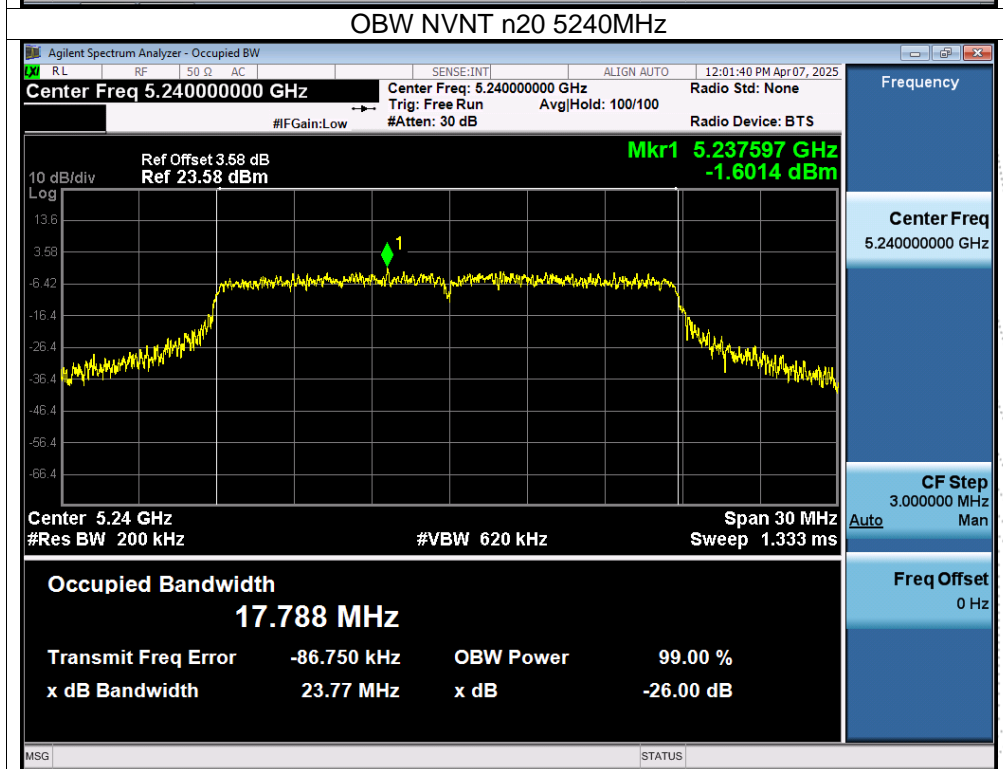 OBW NVNT n20 5240MHz
Agilent Spectrum Analyzer - Occupied BW
LXI RL RF 50 Ω AC SENSE:INT ALIGN AUTO 12:01:40 PM Apr 07, 2025
Center Freq 5.240000000 GHz
Center Freq: 5.240000000 GHz
Radio Std: None
Trig: Free Run Avg|Hold: 100/100
#IFGain:Low #Atten: 30 dB Radio Device: BTS
Frequency
Mkr1 5.237597 GHz
-1.6014 dBm
Ref Offset 3.58 dB
10 dB/div Ref 23.58 dBm
Log
13.6
3.58
-6.42
-16.4
-26.4
-36.4
-46.4
-56.4
-66.4
1
Center 5.24 GHz Span 30 MHz
#Res BW 200 kHz #VBW 620 kHz Sweep 1.333 ms
Center Freq
5.240000000 GHz
CF Step
3.000000 MHz
Auto Man
Freq Offset
0 Hz
Occupied Bandwidth
17.788 MHz
Transmit Freq Error -86.750 kHz OBW Power 99.00 %
x dB Bandwidth 23.77 MHz x dB -26.00 dB
MSG STATUS